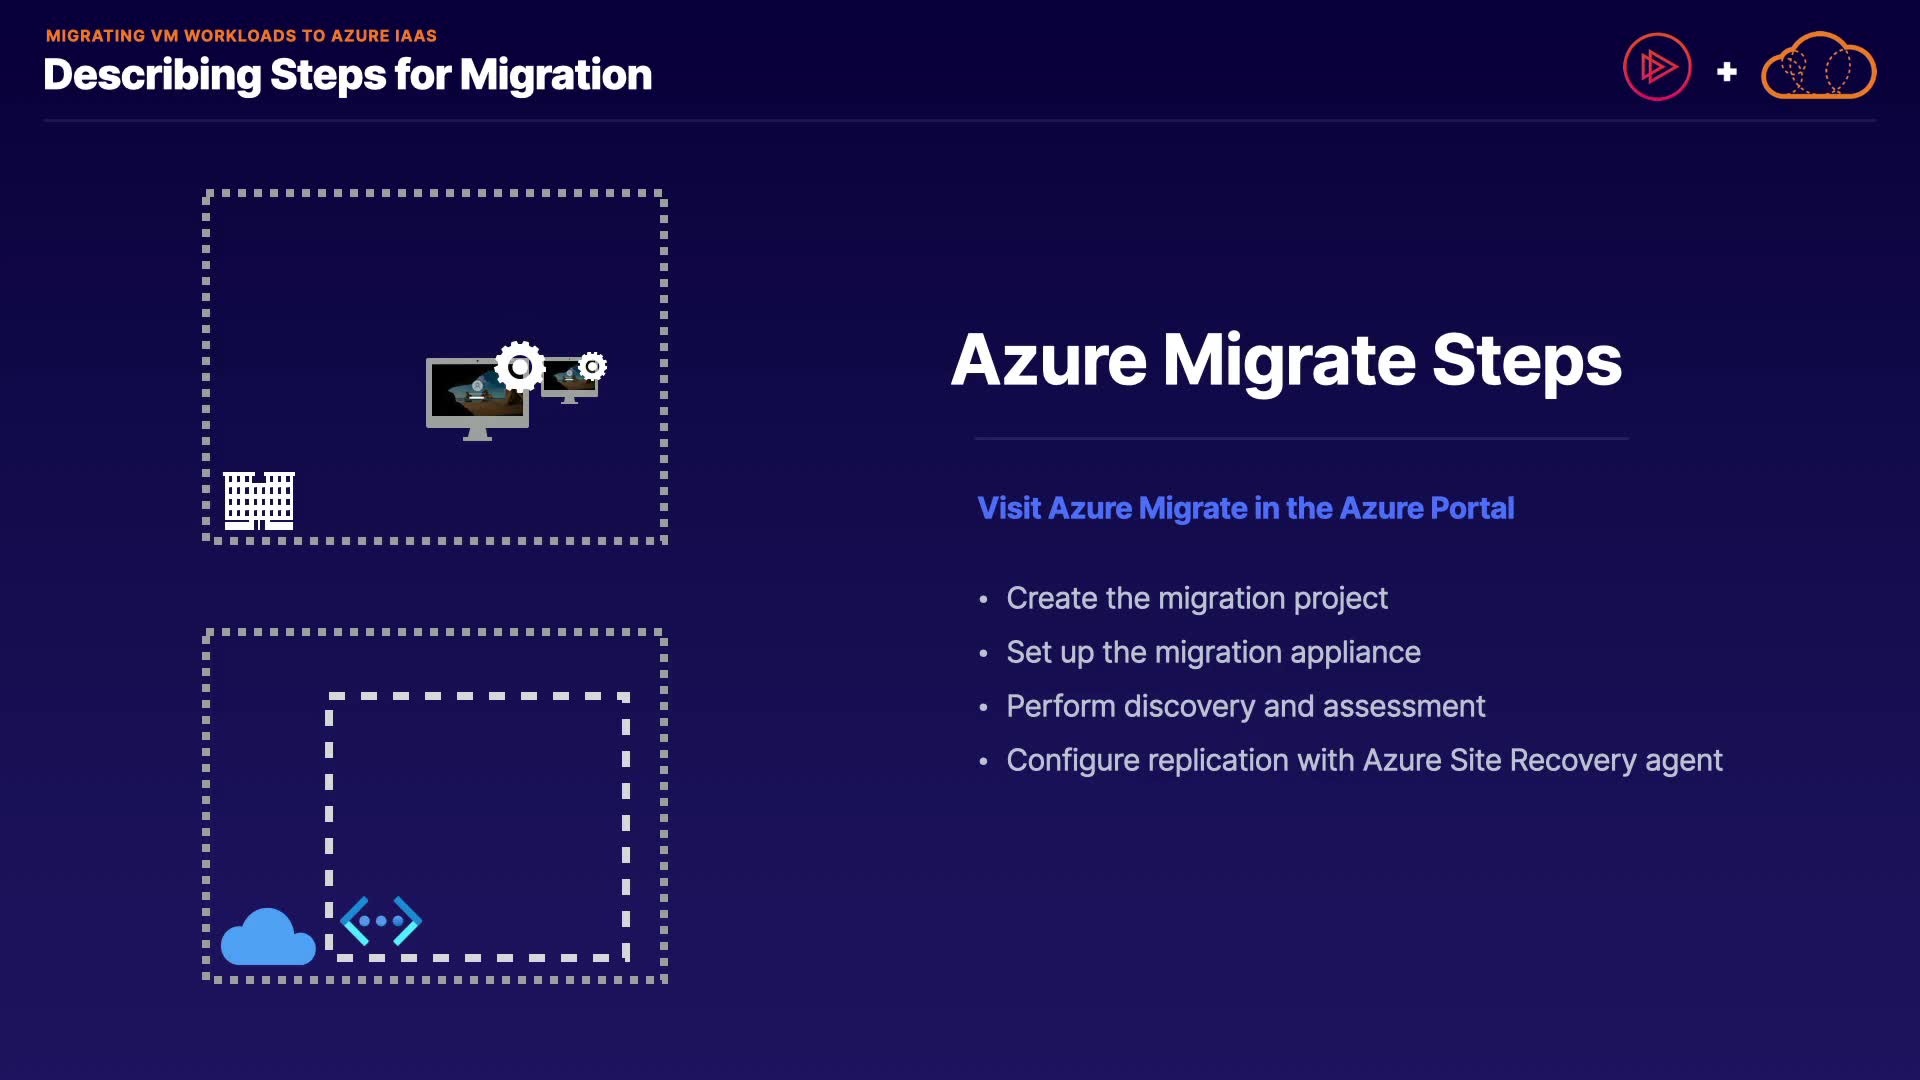 MIGRATING VM WORKLOADS TO AZURE IAAS
Describing Steps for Migration
Azure Migrate Steps
Visit Azure Migrate in the Azure Portal
• Create the migration project
• Set up the migration appliance
• Perform discovery and assessment
• Configure replication with Azure Site Recovery agent